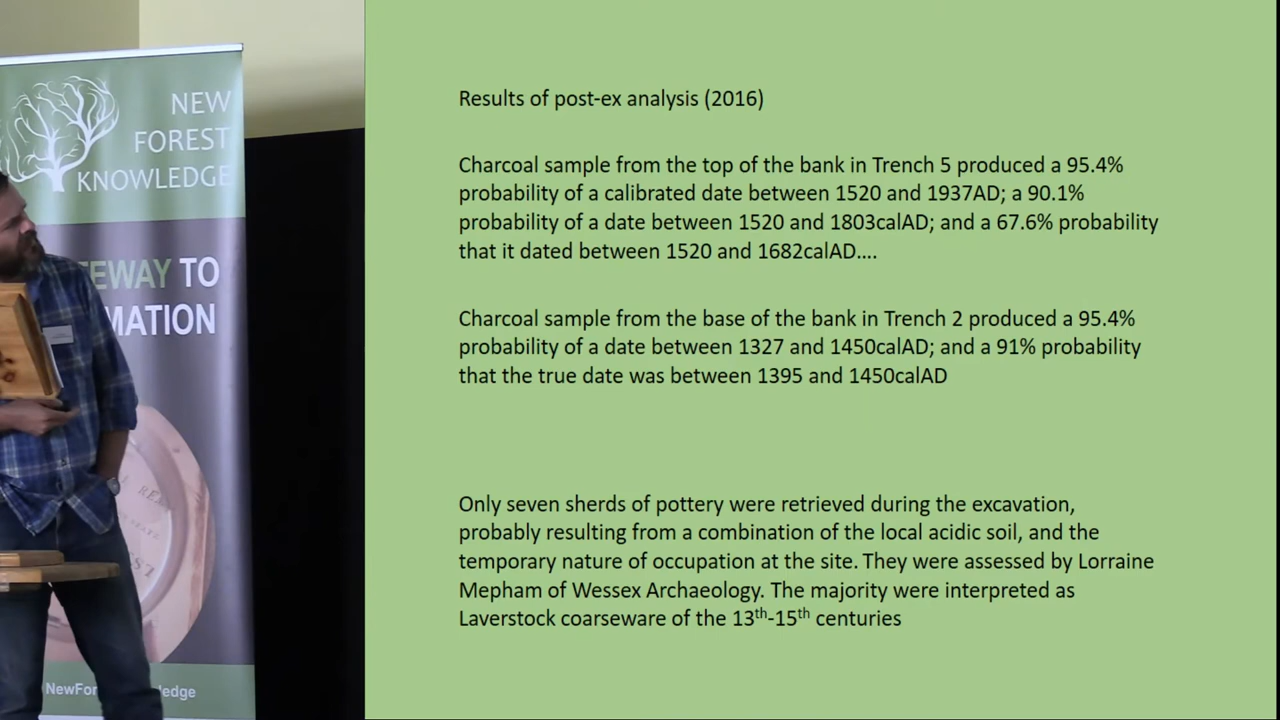 NEW
FOREST
KNOWLEDGE
TO
Results of post-ex analysis (2016)
Charcoal sample from the top of the bank in Trench 5 produced a 95.4%
probability of a calibrated date between 1520 and 1937AD; a 90.1%
probability of a date between 1520 and 1803calAD; and a 67.6% probability
that it dated between 1520 and 1682calAD....
Charcoal sample from the base of the bank in Trench 2 produced a 95.4%
probability of a date between 1327 and 1450calAD; and a 91% probability
that the true date was between 1395 and 1450calAD
Only seven sherds of pottery were retrieved during the excavation,
probably resulting from a combination of the local acidic soil, and the
temporary nature of occupation at the site. They were assessed by Lorraine
Mepham of Wessex Archaeology. The majority were interpreted as
Laverstock coarseware of the 13th-15th centuries